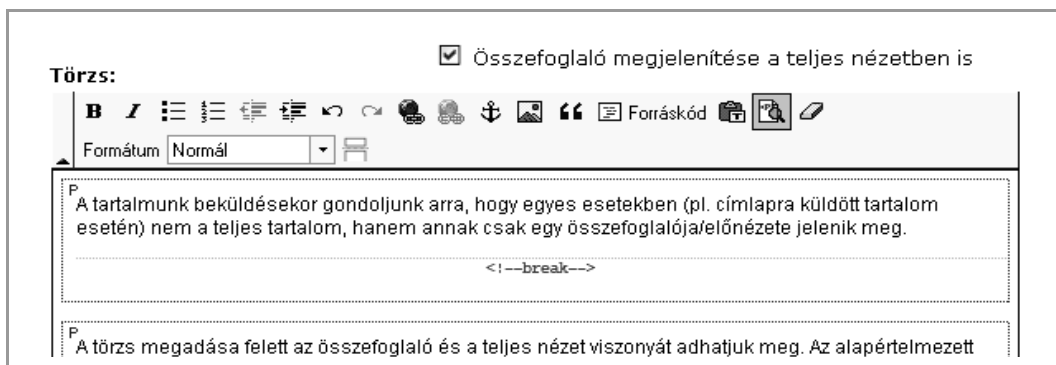 Összefoglaló megjelenítése a teljes nézetben is
Törzs:
B I Forráskód
Formátum Normál
P
A tartalmunk beküldésekor gondoljunk arra, hogy egyes esetekben (pl. címlapra küldött tartalom
esetén) nem a teljes tartalom, hanem annak csak egy összefoglalója/előnézete jelenik meg.
<!--break-->
P
A törzs megadása felett az összefoglaló és a teljes nézet viszonyát adhatjuk meg. Az alapértelmezett